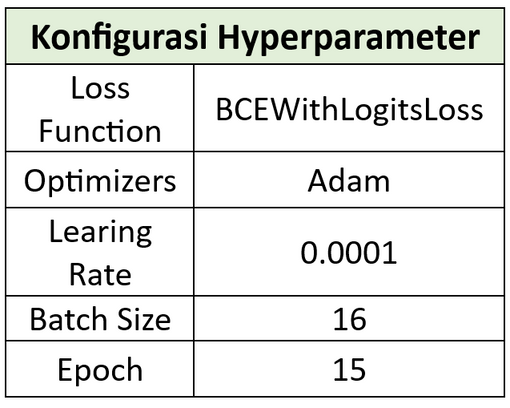 Konfigurasi Hyperparameter
Loss
Function
BCEWithLogitsLoss
Optimizers
Adam
Learing
Rate
0.0001
Batch Size
16
Epoch
15